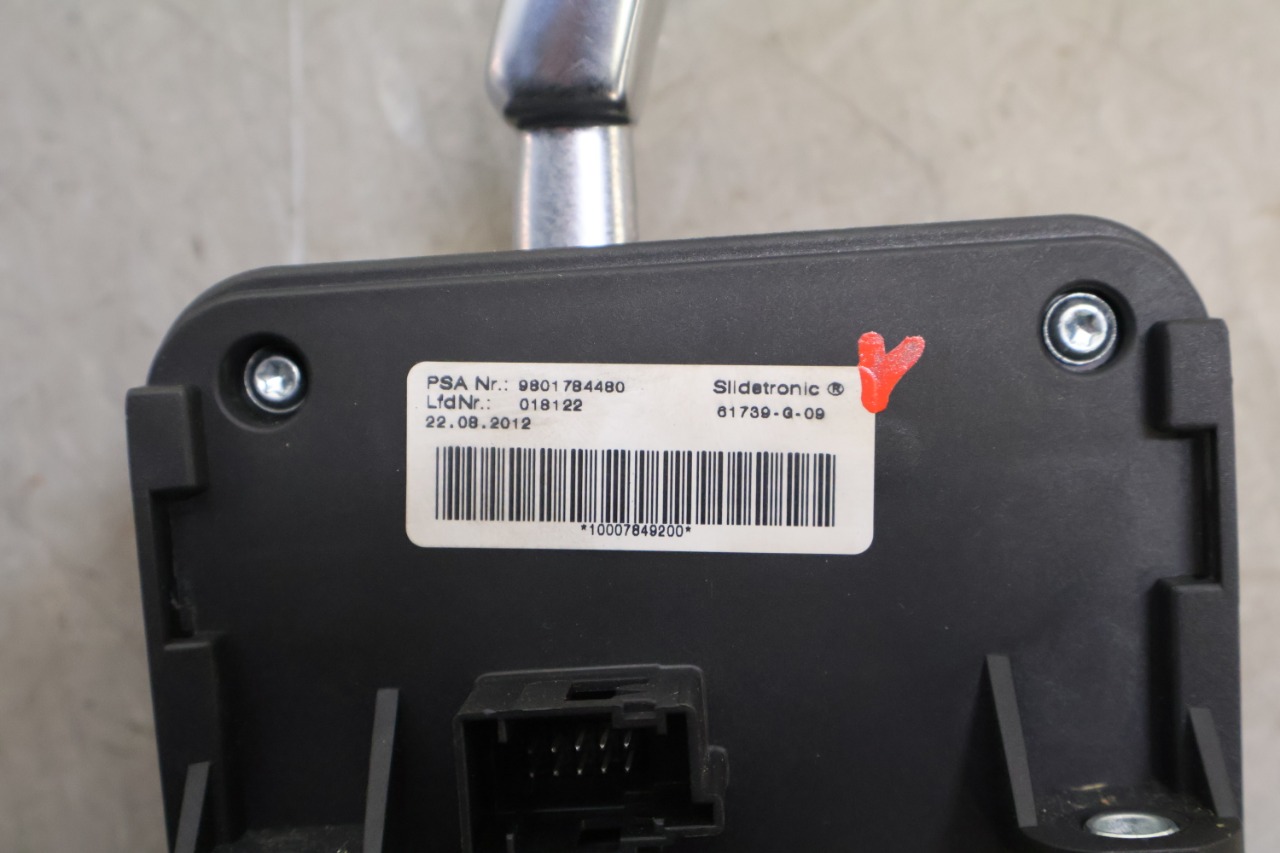 PSA Nr.: 9801784480 Slidetronic ®
LfdNr.: 018122 61739-G-09
22.08.2012
*10007849200*